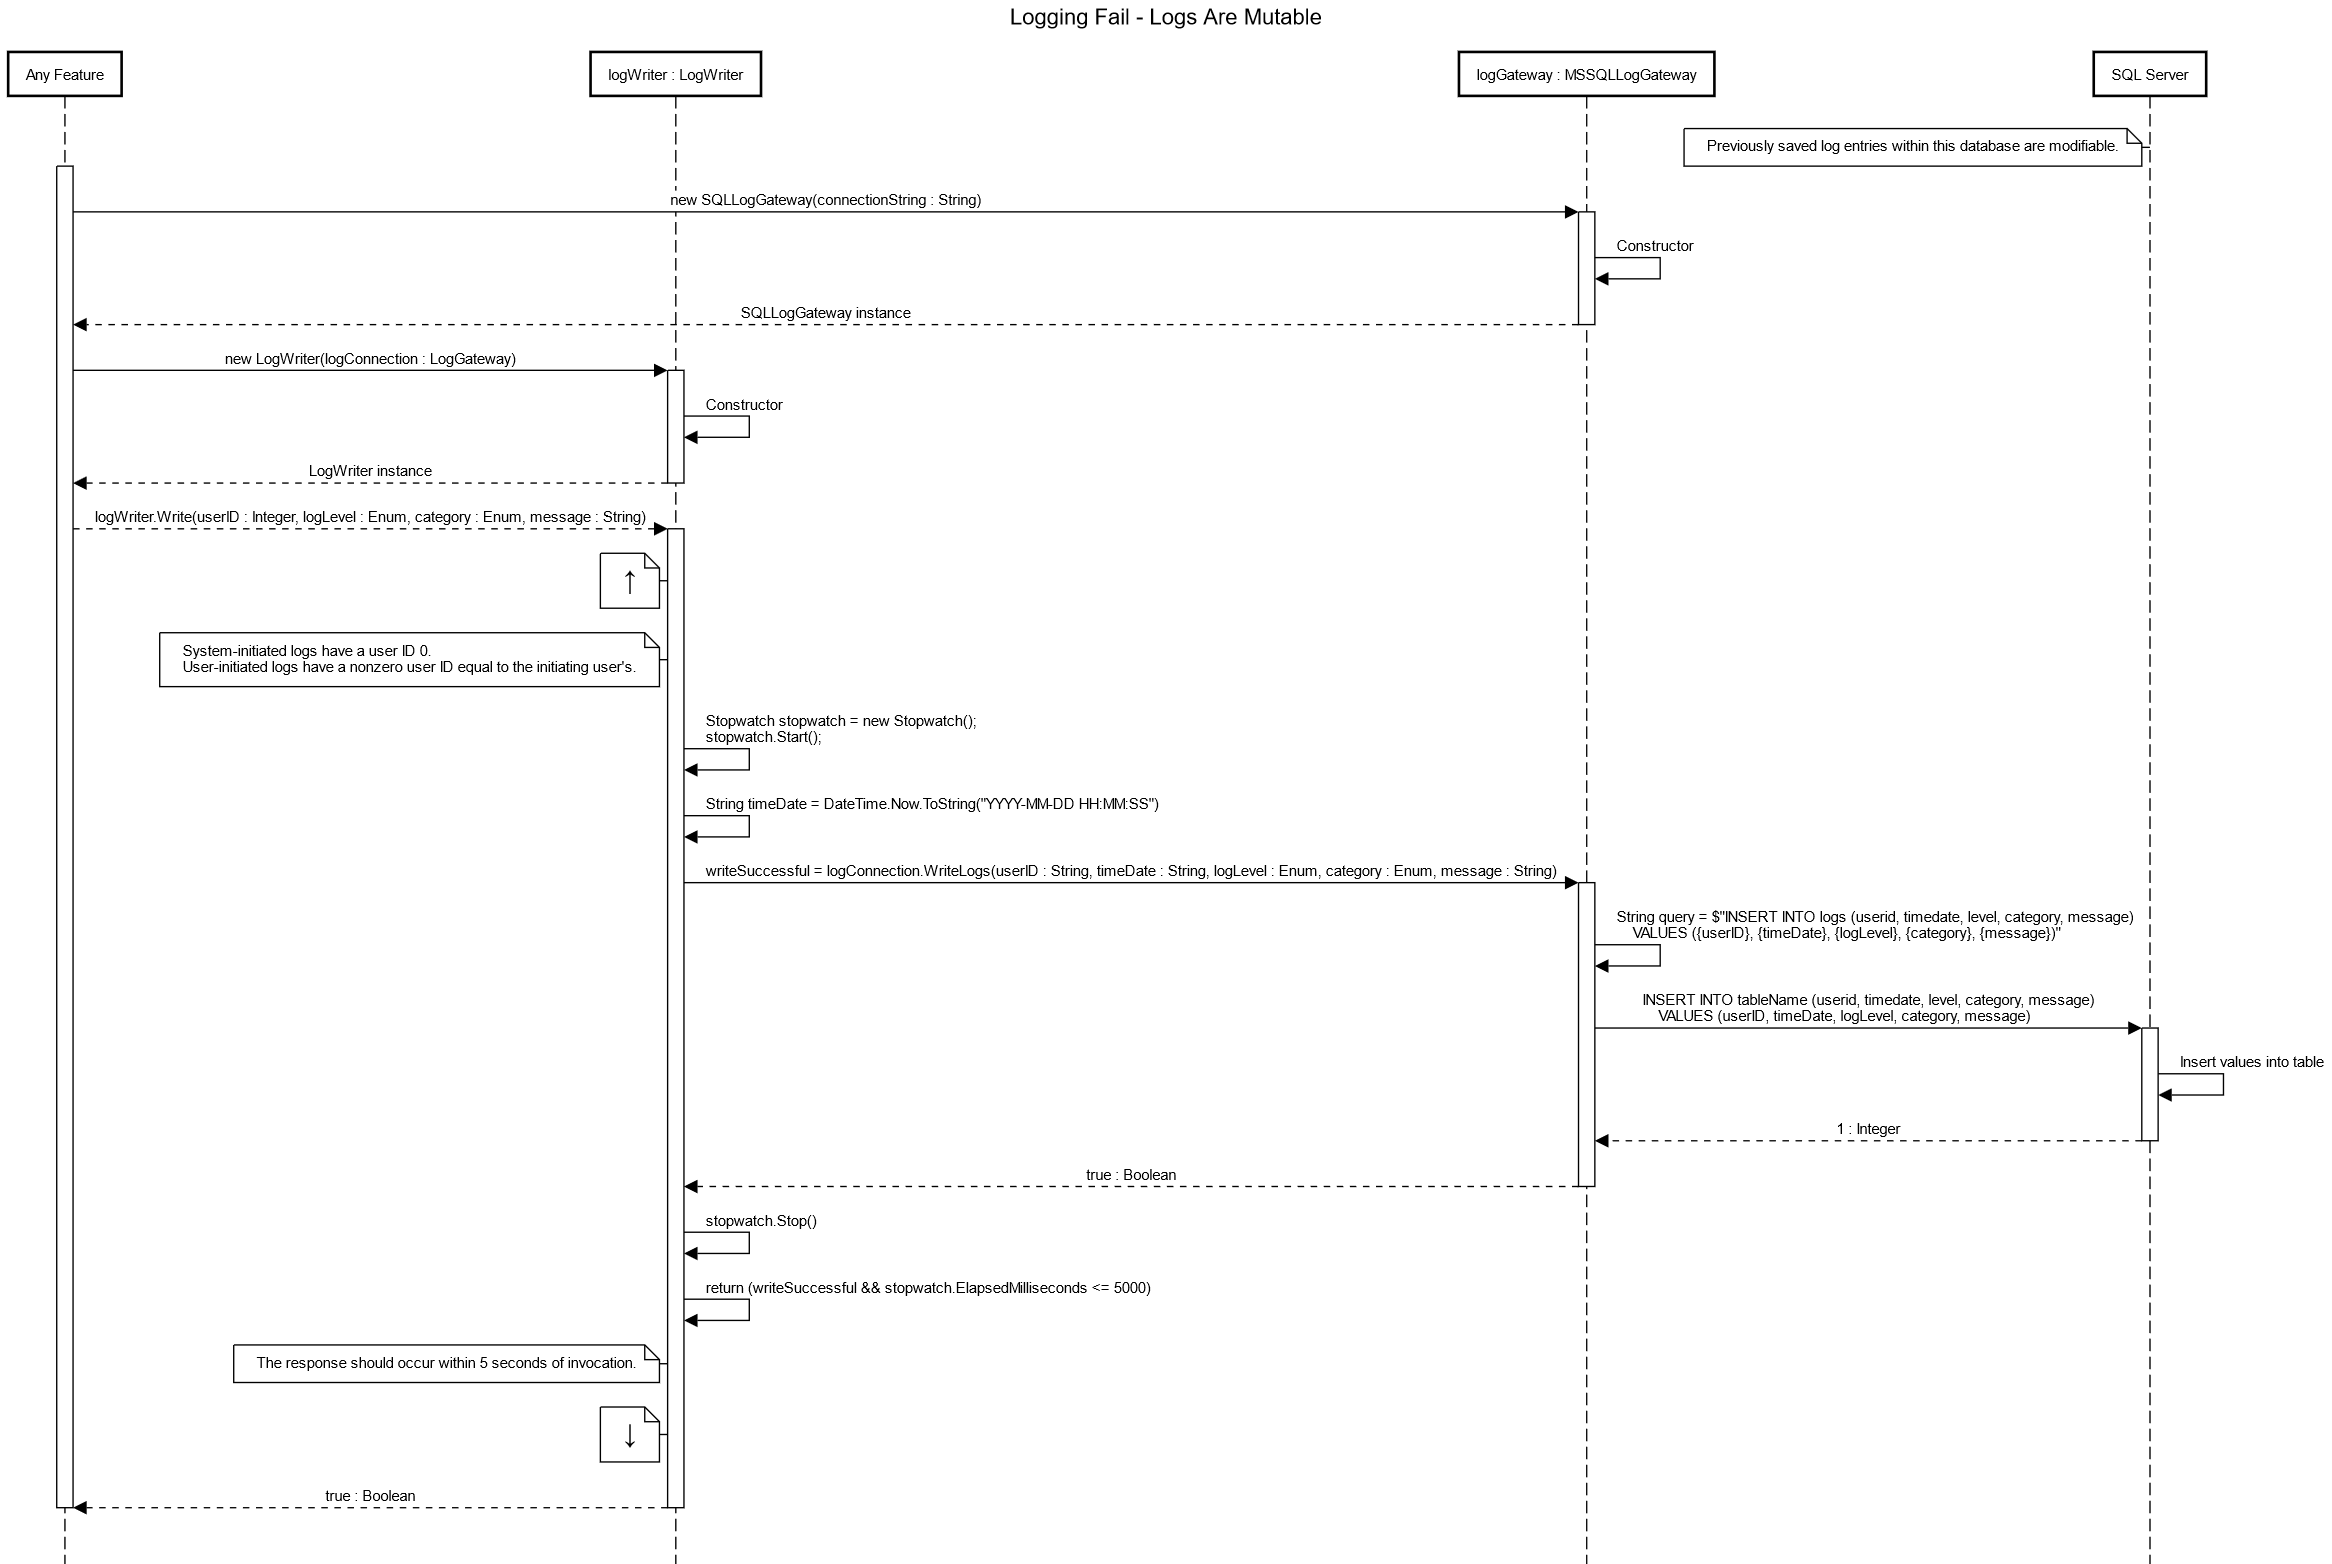 Logging Fail - Logs Are Mutable
Any Feature
logWriter : LogWriter
logGateway : MSSQLLogGateway
SQL Server
Previously saved log entries within this database are modifiable.
new SQLLogGateway(connectionString : String)
Constructor
SQLLogGateway instance
new LogWriter(logConnection : LogGateway)
Constructor
LogWriter instance
logWriter.Write(userID : Integer, logLevel : Enum, category : Enum, message : String)
↑
System-initiated logs have a user ID 0.
User-initiated logs have a nonzero user ID equal to the initiating user's.
Stopwatch stopwatch = new Stopwatch();
stopwatch.Start();
String timeDate = DateTime.Now.ToString("YYYY-MM-DD HH:MM:SS")
writeSuccessful = logConnection.WriteLogs(userID : String, timeDate : String, logLevel : Enum, category : Enum, message : String)
String query = $"INSERT INTO logs (userid, timedate, level, category, message)
VALUES ({userID}, {timeDate}, {logLevel}, {category}, {message})"
INSERT INTO tableName (userid, timedate, level, category, message)
VALUES (userID, timeDate, logLevel, category, message)
Insert values into table
1 : Integer
true : Boolean
stopwatch.Stop()
return (writeSuccessful && stopwatch.ElapsedMilliseconds <= 5000)
The response should occur within 5 seconds of invocation.
↓
true : Boolean